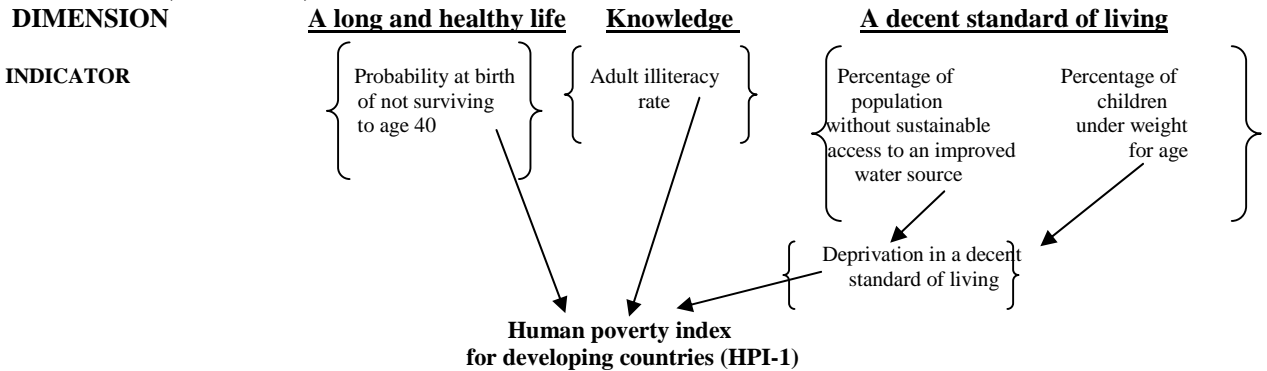 DIMENSION A long and healthy life Knowledge A decent standard of living
INDICATOR
Probability at birth
of not surviving
to age 40
Adult illiteracy
rate
Percentage of
population
without sustainable
access to an improved
water source
Percentage of
children
under weight
for age
Deprivation in a decent
standard of living
Human poverty index
for developing countries (HPI-1)